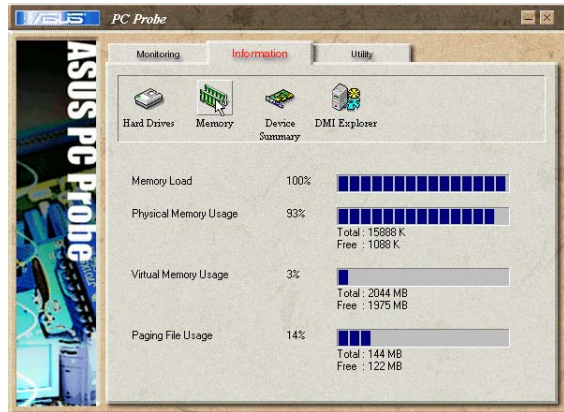 ASUS PC Probe
ASUS PC Probe
Monitoring Information Utility
Hard Drives Memory Device Summary DMI Explorer
Memory Load 100%
Physical Memory Usage 93%
Total : 15888 K
Free : 1088 K
Virtual Memory Usage 3%
Total : 2044 MB
Free : 1975 MB
Paging File Usage 14%
Total : 144 MB
Free : 122 MB